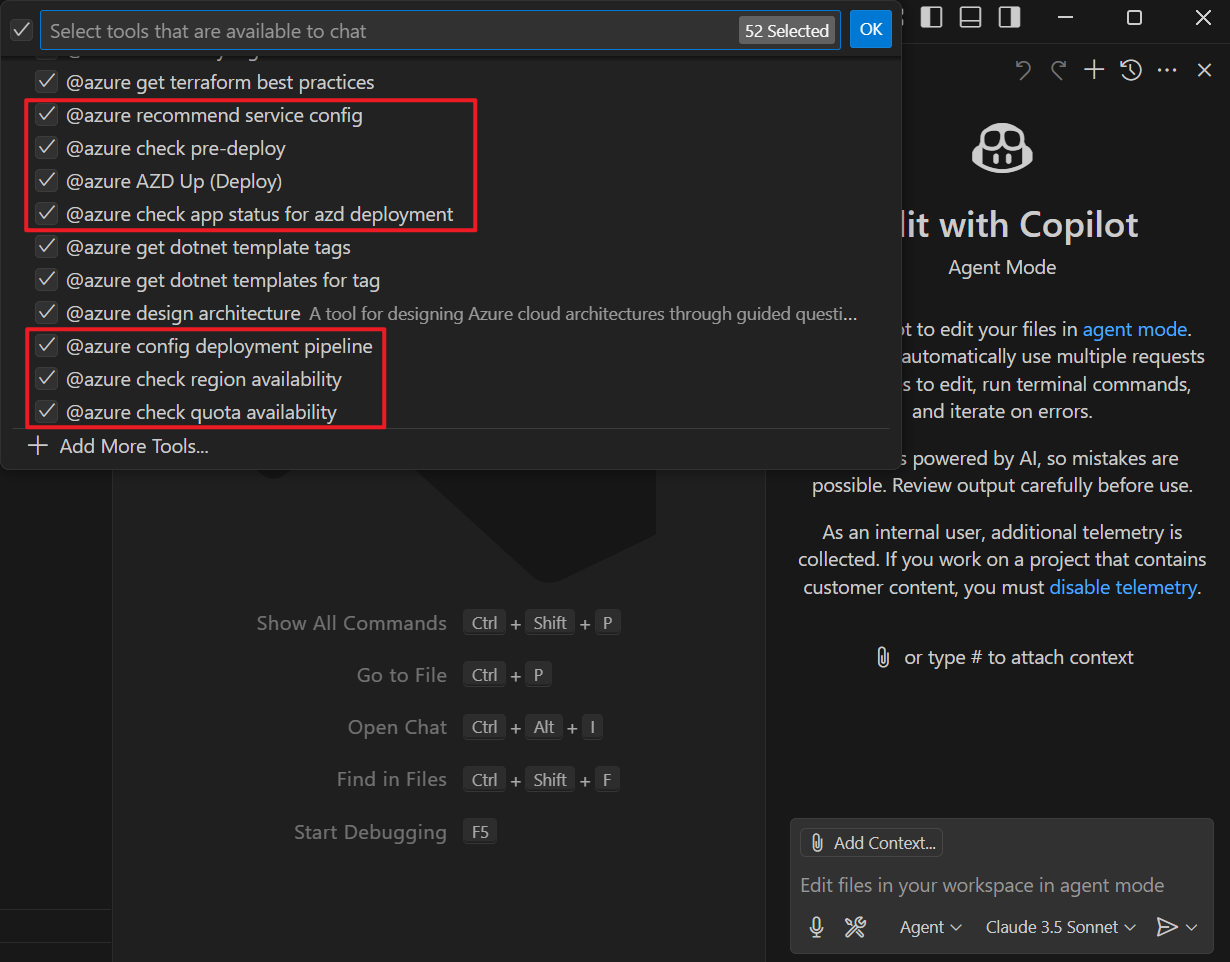 Select tools that are available to chat
52 Selected
OK
@azure get terraform best practices
@azure recommend service config
@azure check pre-deploy
@azure AZD Up (Deploy)
@azure check app status for azd deployment
@azure get dotnet template tags
@azure get dotnet templates for tag
@azure design architecture A tool for designing Azure cloud architectures through guided questi...
@azure config deployment pipeline
@azure check region availability
@azure check quota availability
Add More Tools...
Show All Commands Ctrl + Shift + P
Go to File Ctrl + P
Open Chat Ctrl + Alt + I
Find in Files Ctrl + Shift + F
Start Debugging F5
with Copilot
Agent Mode
to edit your files in agent mode.
automatically use multiple requests
to edit, run terminal commands,
and iterate on errors.
powered by AI, so mistakes are
possible. Review output carefully before use.
As an internal user, additional telemetry is
collected. If you work on a project that contains
customer content, you must disable telemetry.
or type # to attach context
Add Context...
Edit files in your workspace in agent mode
Agent
Claude 3.5 Sonnet